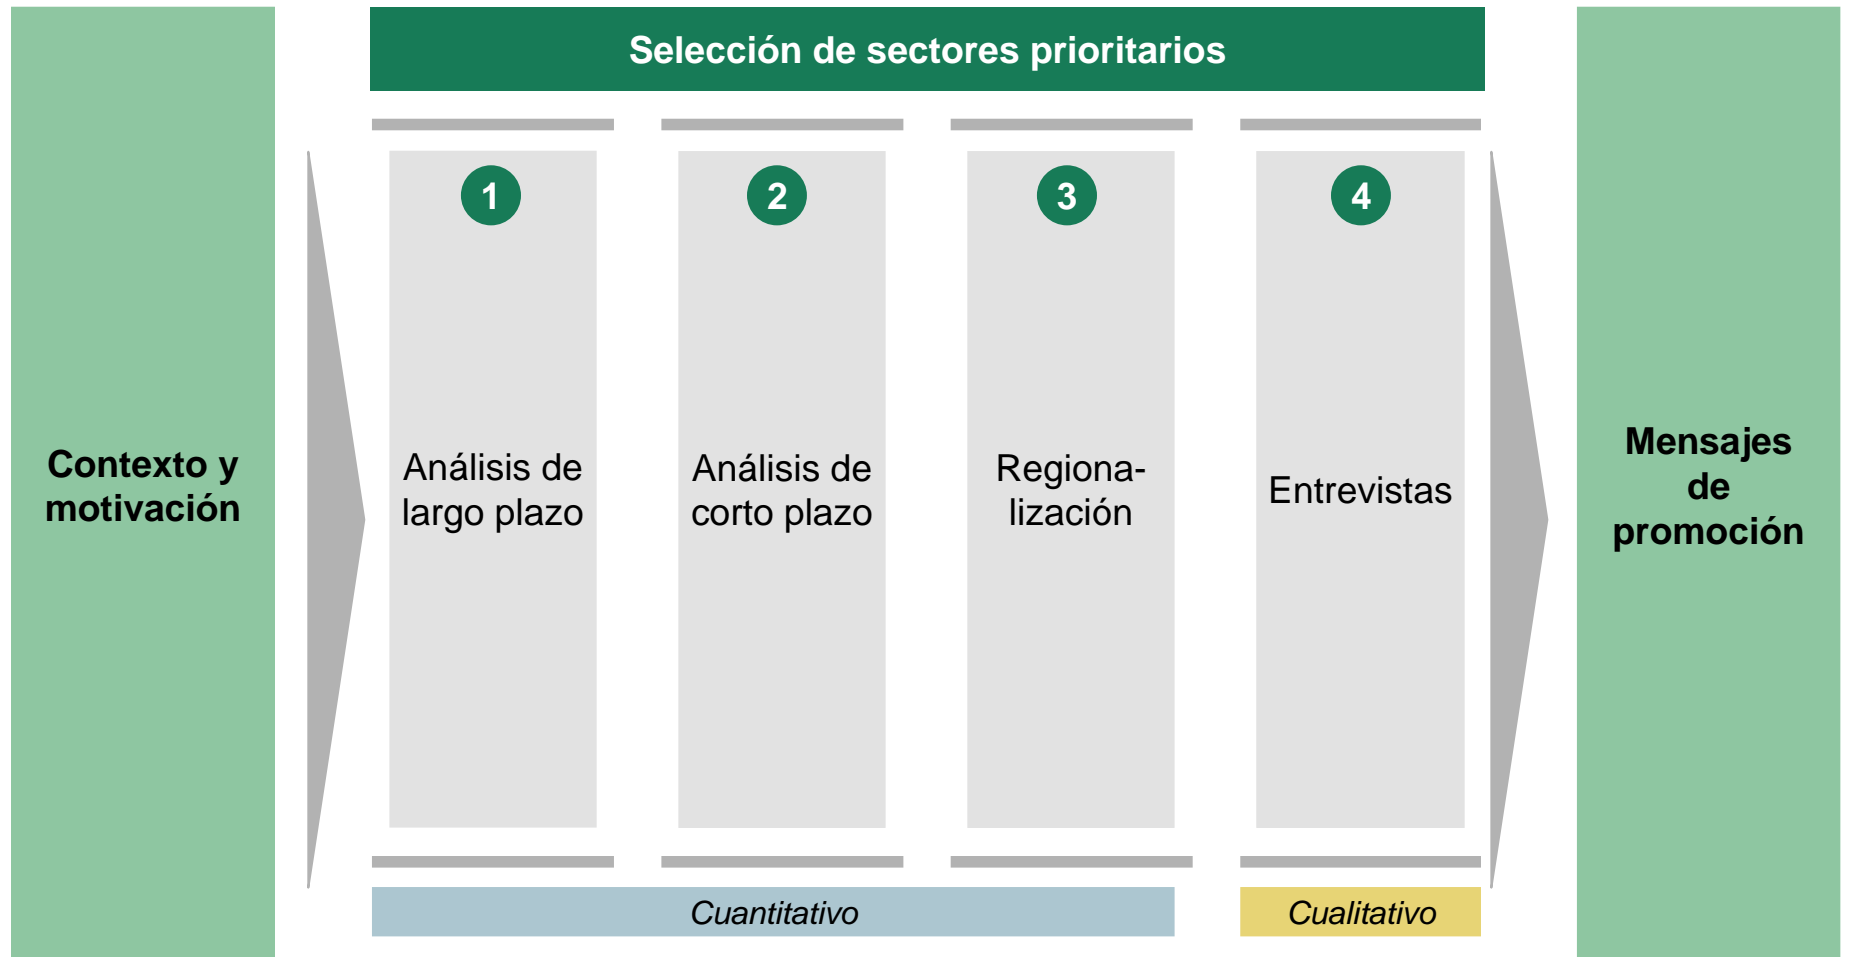 Selección de sectores prioritarios
Contexto y
motivación
1
Análisis de
largo plazo
2
Análisis de
corto plazo
3
Regiona-
lización
4
Entrevistas
Cuantitativo
Cualitativo
Mensajes
de
promoción